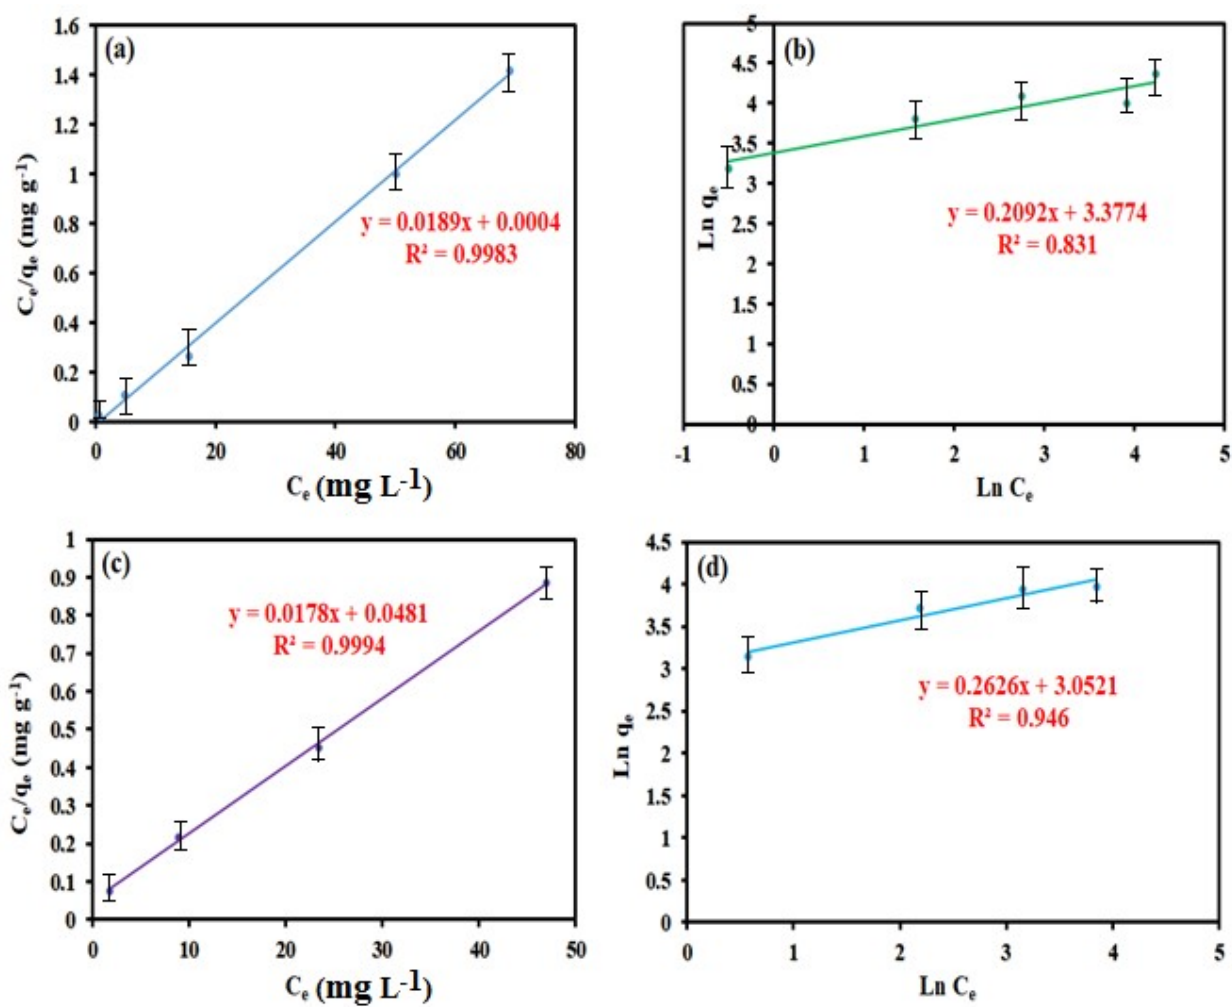 (a)
1.6
1.4
1.2
1
0.8
0.6
0.4
0.2
0
Cₑ/qₑ (mg g⁻¹)
y = 0.0189x + 0.0004
R² = 0.9983
0 20 40 60 80
Cₑ (mg L⁻¹)
(b)
5
4.5
4
3.5
3
2.5
2
1.5
1
0.5
0
Ln qₑ
y = 0.2092x + 3.3774
R² = 0.831
-1 0 1 2 3 4 5
Ln Cₑ
(c)
1
0.9
0.8
0.7
0.6
0.5
0.4
0.3
0.2
0.1
0
Cₑ/qₑ (mg g⁻¹)
y = 0.0178x + 0.0481
R² = 0.9994
0 10 20 30 40 50
Cₑ (mg L⁻¹)
(d)
4.5
4
3.5
3
2.5
2
1.5
1
0.5
0
Ln qₑ
y = 0.2626x + 3.0521
R² = 0.946
0 1 2 3 4 5
Ln Cₑ